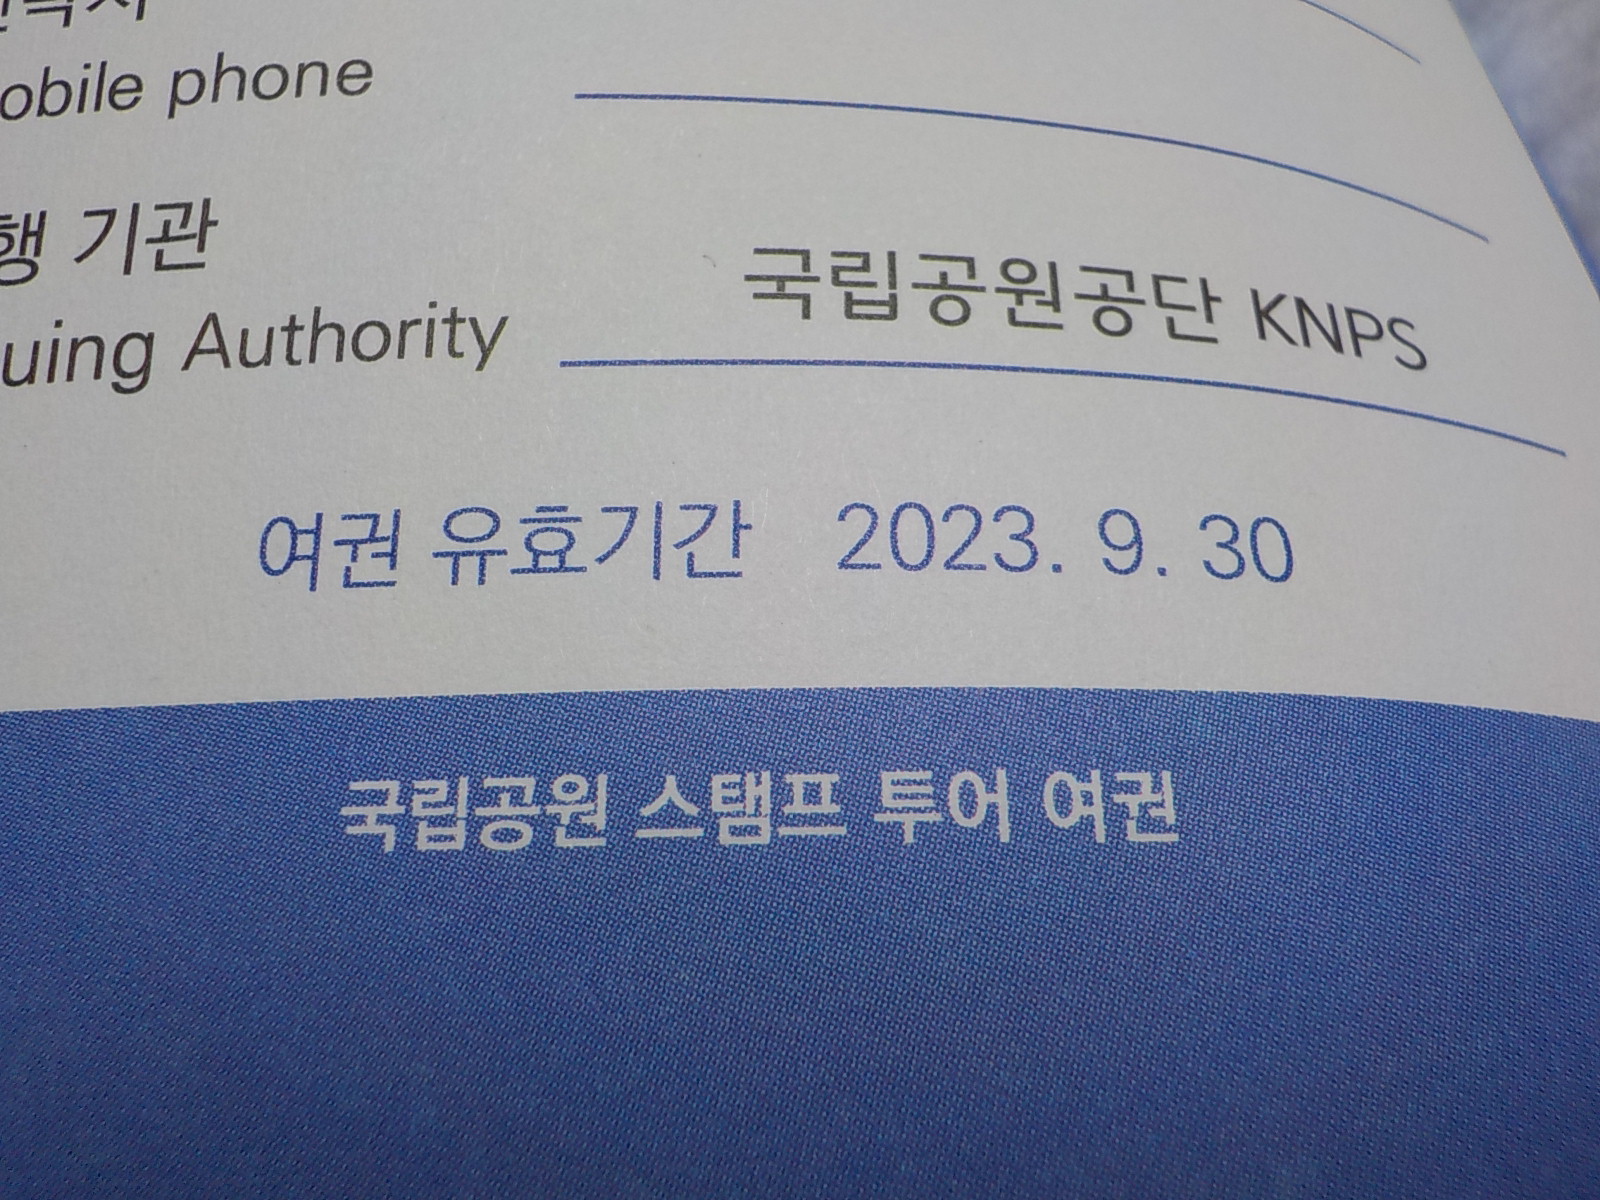 obile phone
행 기관
국립공원공단 KNPS
uing Authority
여권 유효기간 2023. 9. 30
국립공원 스탬프 투어 여권